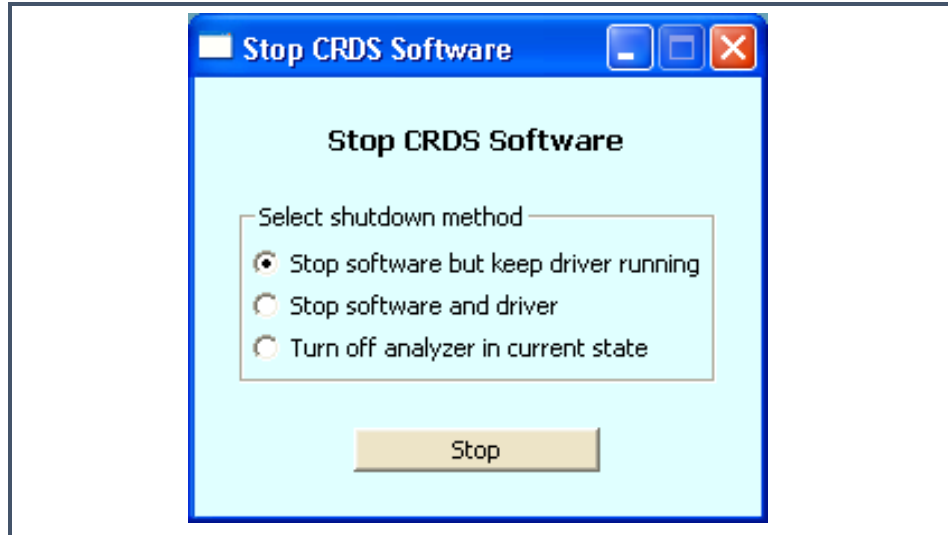 Stop CRDS Software
Stop CRDS Software
Select shutdown method
Stop software but keep driver running
Stop software and driver
Turn off analyzer in current state
Stop